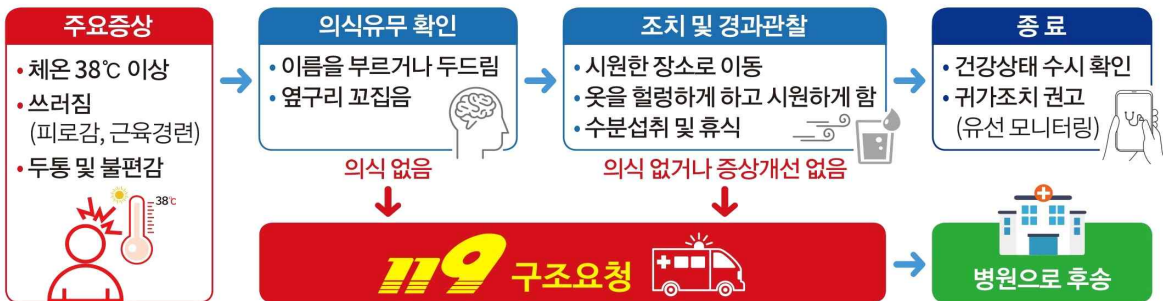 주요증상
• 체온 38℃ 이상
• 쓰러짐
(피로감, 근육경련)
• 두통 및 불편감
38℃
의식유무 확인
• 이름을 부르거나 두드림
• 옆구리 꼬집음
의식 없음
조치 및 경과관찰
• 시원한 장소로 이동
• 옷을 헐렁하게 하고 시원하게 함
• 수분섭취 및 휴식
의식 없거나 증상개선 없음
종료
• 건강상태 수시 확인
• 귀가조치 권고
(유선 모니터링)
119 구조요청
병원으로 후송